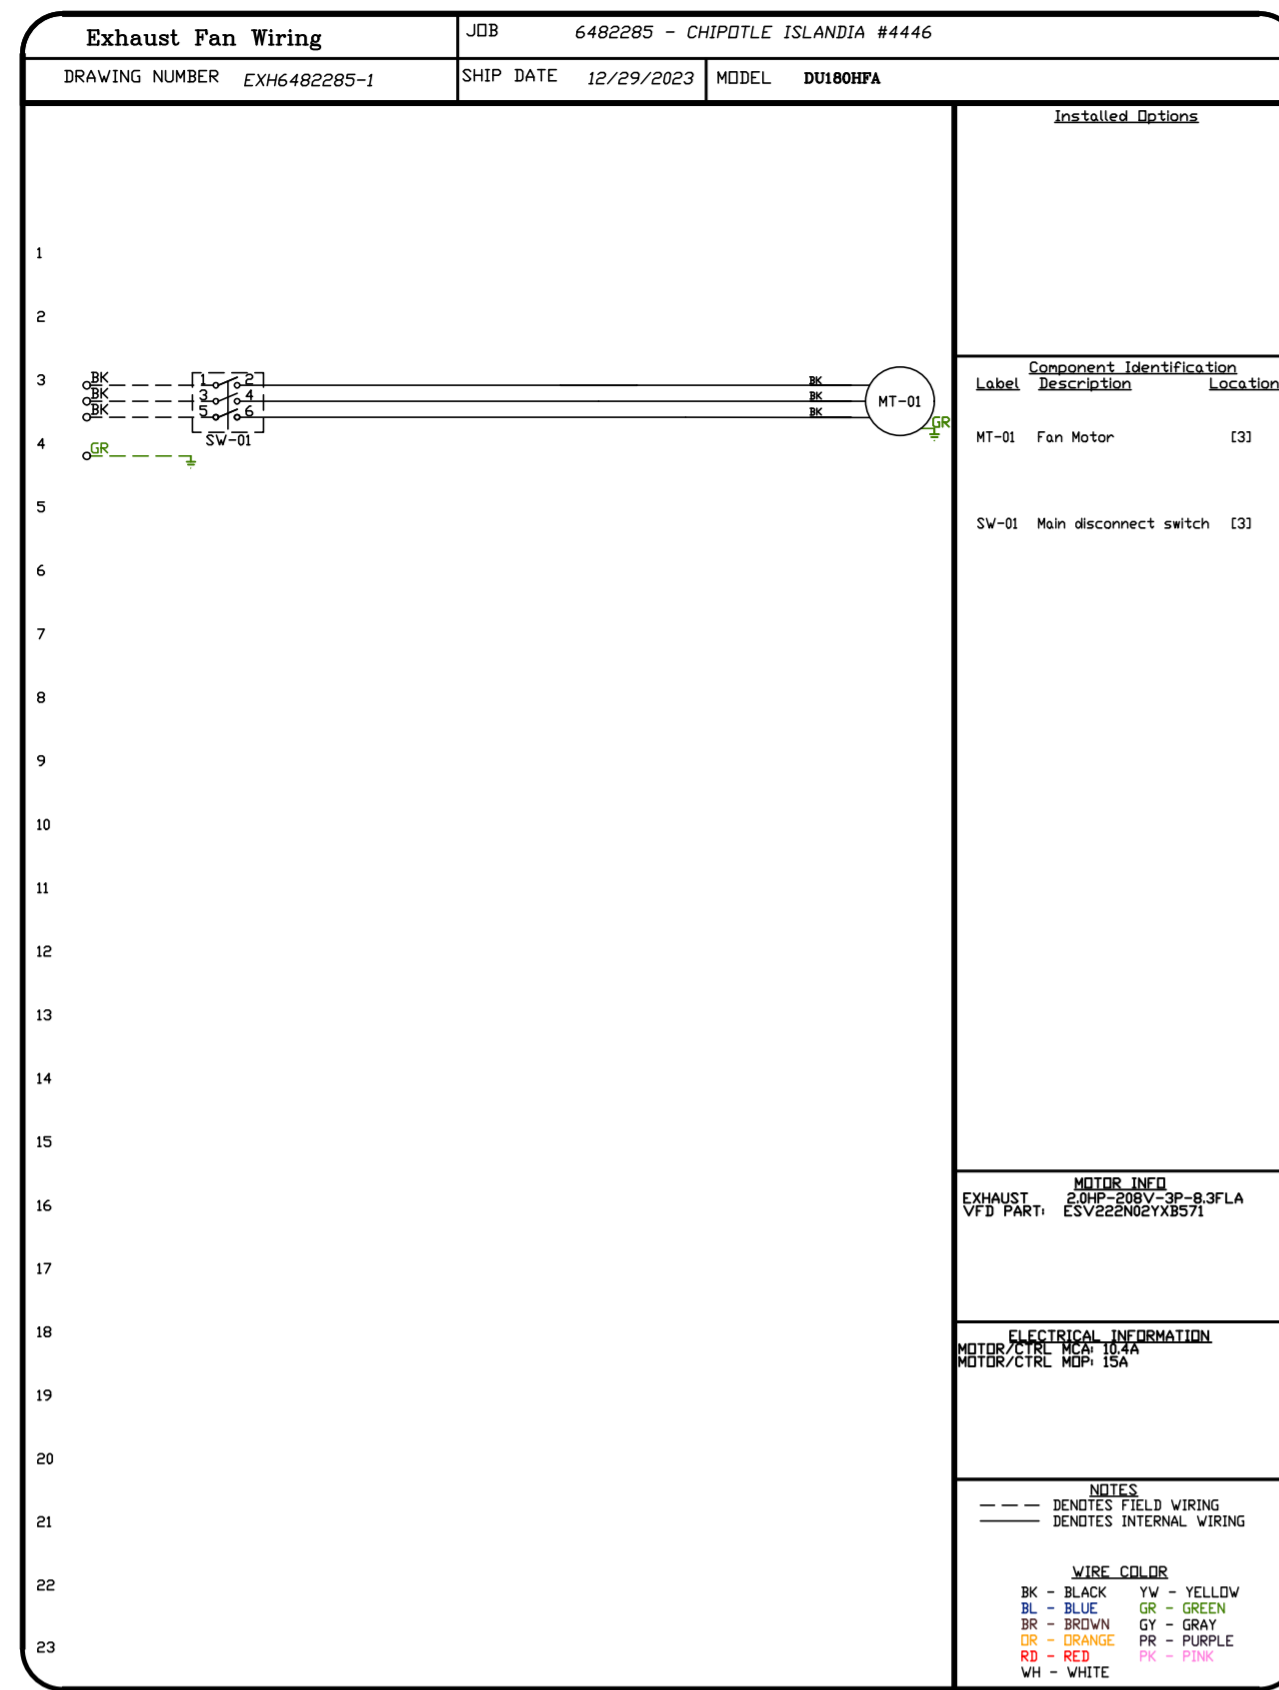 Exhaust Fan Wiring
JOB 6482285 - CHIPOTLE ISLANDIA #4446
DRAWING NUMBER EXH6482285-1
SHIP DATE 12/29/2023
MODEL DU180HFA
Installed Options
1
2
3
BK
BK
BK
1 2
3 4
5 6
SW-01
BK
BK
BK
MT-01
GR
4
GR
5
6
7
8
9
10
11
12
13
14
15
16
17
18
19
20
21
22
23
Component Identification
Label Description Location
MT-01 Fan Motor [3]
SW-01 Main disconnect switch [3]
MOTOR INFO
EXHAUST 2.0HP-208V-3P-8.3FLA
VFD PART: ESV222N02YXB571
ELECTRICAL INFORMATION
MOTOR/CTRL MCA: 10.4A
MOTOR/CTRL MOP: 15A
NOTES
DENOTES FIELD WIRING
DENOTES INTERNAL WIRING
WIRE COLOR
BK - BLACK YW - YELLOW
BL - BLUE GR - GREEN
BR - BROWN GY - GRAY
OR - ORANGE PR - PURPLE
RD - RED PK - PINK
WH - WHITE